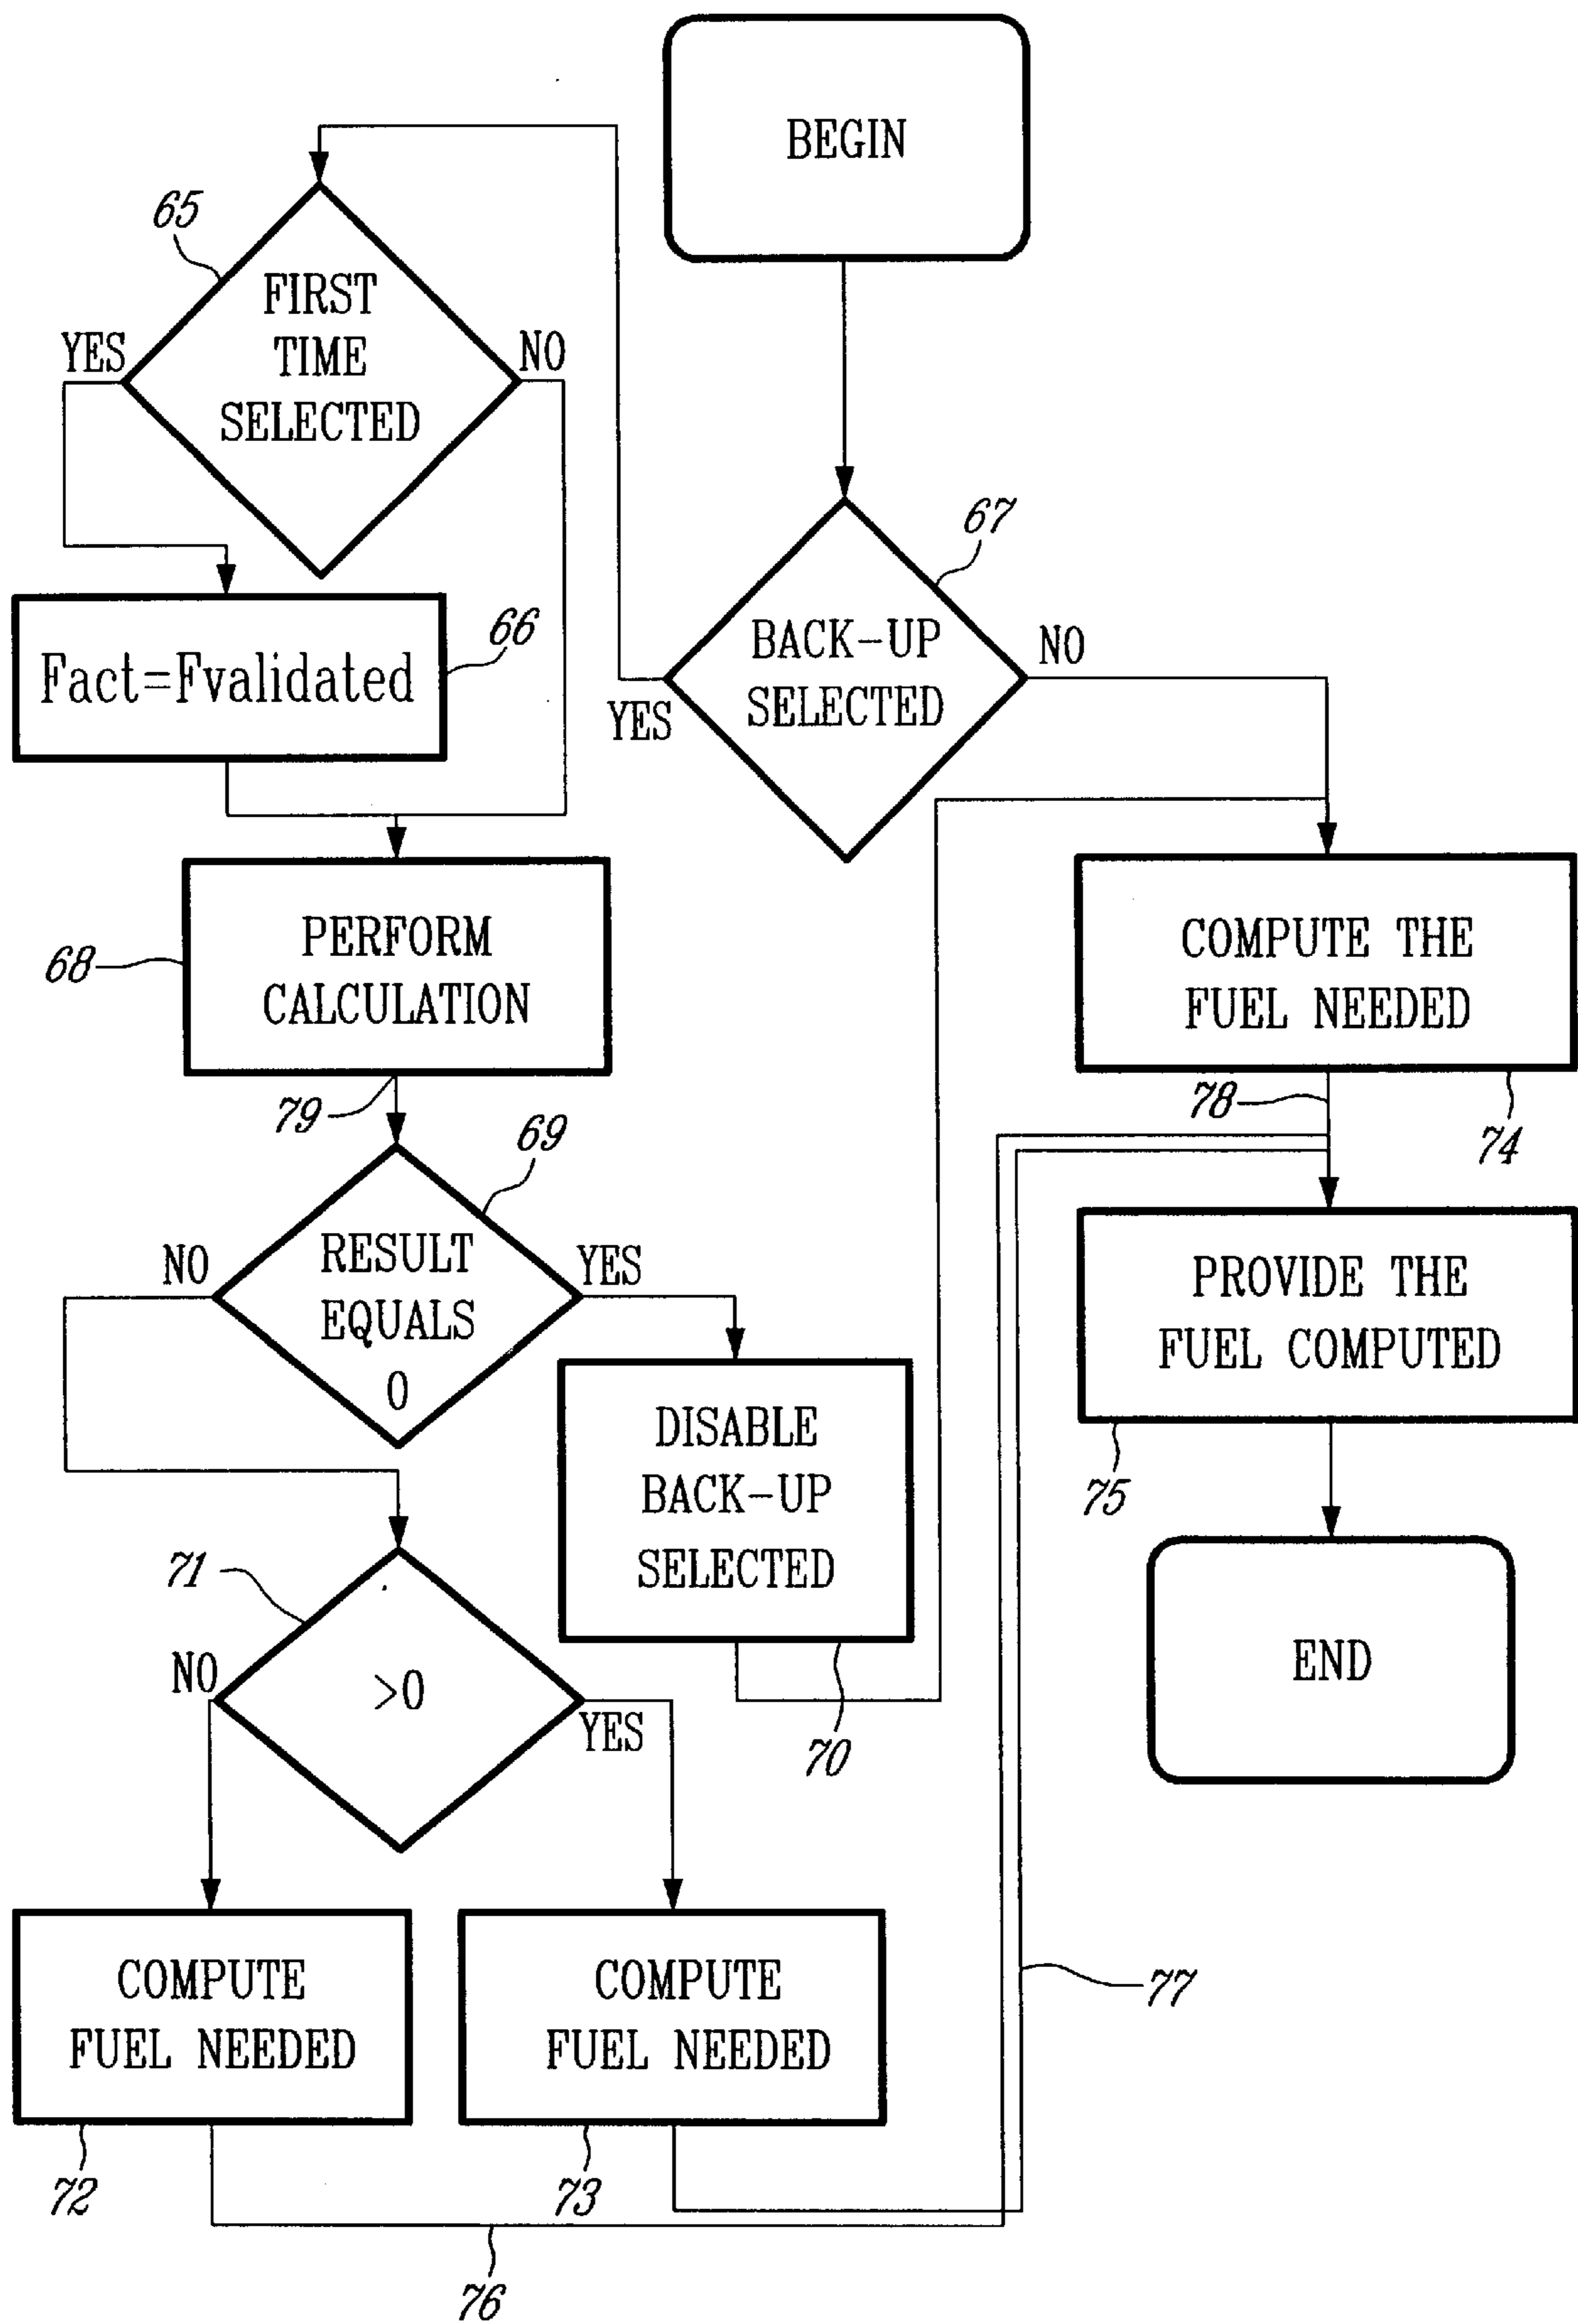 BEGIN
65
FIRST
TIME
SELECTED
YES
NO
67
BACK-UP
SELECTED
YES
NO
66
Fact=Fvalidated
68
PERFORM
CALCULATION
79
COMPUTE THE
FUEL NEEDED
78
74
69
RESULT
EQUALS
0
NO
YES
PROVIDE THE
FUEL COMPUTED
75
DISABLE
BACK-UP
SELECTED
70
71
>0
NO
YES
END
COMPUTE
FUEL NEEDED
72
COMPUTE
FUEL NEEDED
73
77
76